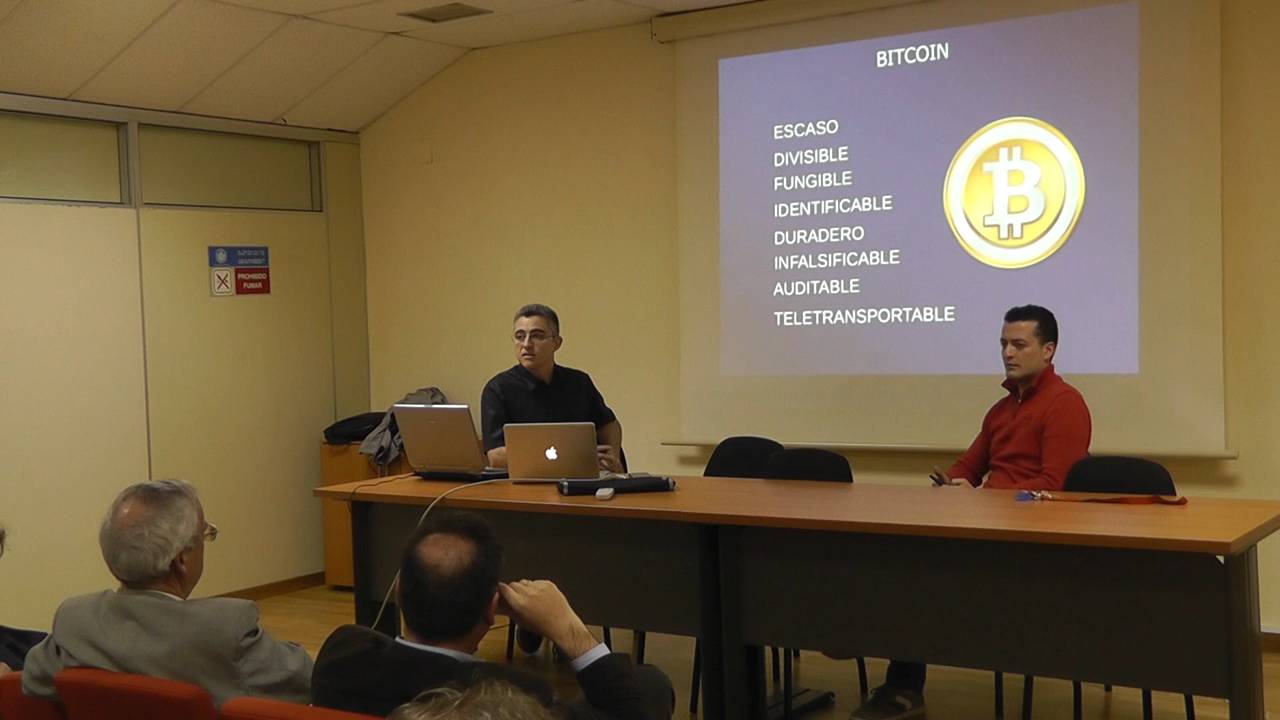 BITCOIN
ESCASO
DIVISIBLE
FUNGIBLE
IDENTIFICABLE
DURADERO
INFALSIFICABLE
AUDITABLE
TELETRANSPORTABLE
PROHIBIDO
FUMAR